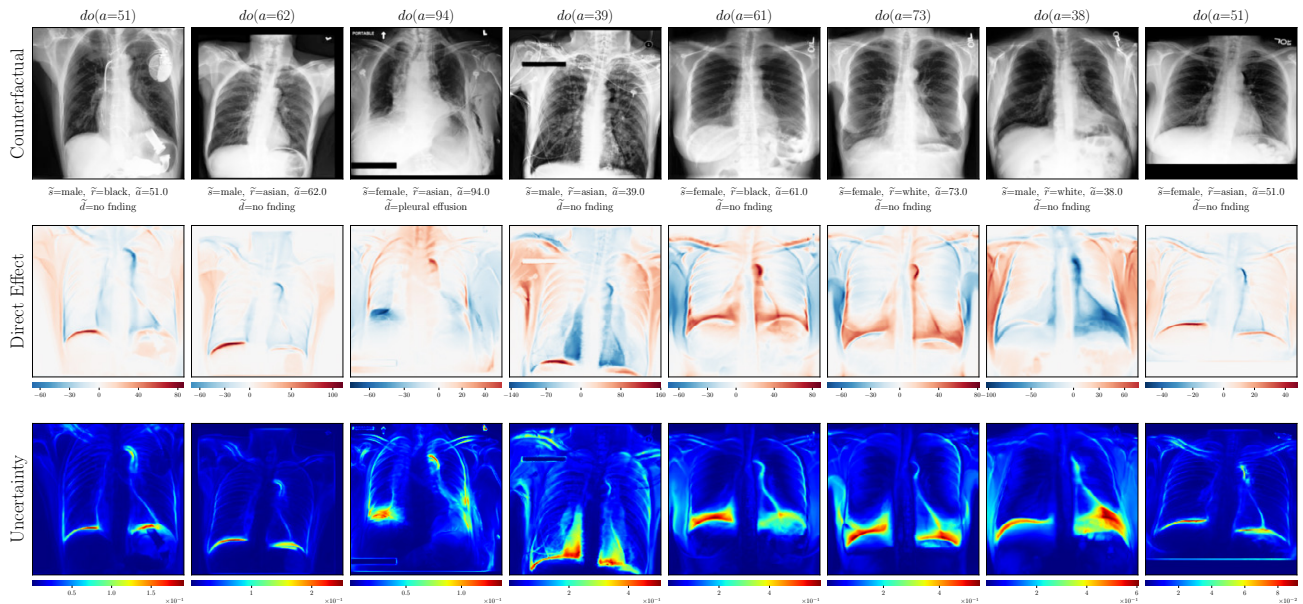 do(a=51) do(a=62) do(a=94) do(a=39) do(a=61) do(a=73) do(a=38) do(a=51)
Counterfactual
PORTABLE
L
s̃=male, r̃=black, ã=51.0 s̃=male, r̃=asian, ã=62.0 s̃=female, r̃=asian, ã=94.0 s̃=male, r̃=asian, ã=39.0 s̃=female, r̃=black, ã=61.0 s̃=female, r̃=white, ã=73.0 s̃=male, r̃=white, ã=38.0 s̃=female, r̃=asian, ã=51.0
d̃=no fnding d̃=no fnding d̃=pleural effusion d̃=no fnding d̃=no fnding d̃=no fnding d̃=no fnding d̃=no fnding
Direct Effect
−60 −30 0 40 80 −60 −30 0 50 100 −60 −30 0 20 40 −140 −70 0 80 160 −60 −30 0 20 40 60 −60 −30 0 40 80 −100 −50 0 30 60 −40 −20 0 20 40
Uncertainty
0.5 1.0 1.5 1 2 0.5 1 2 4 2 4 2 4 2 4 6 2 4 6 8
×10⁻¹ ×10⁻¹ ×10⁻¹ ×10⁻¹ ×10⁻¹ ×10⁻¹ ×10⁻¹ ×10⁻²